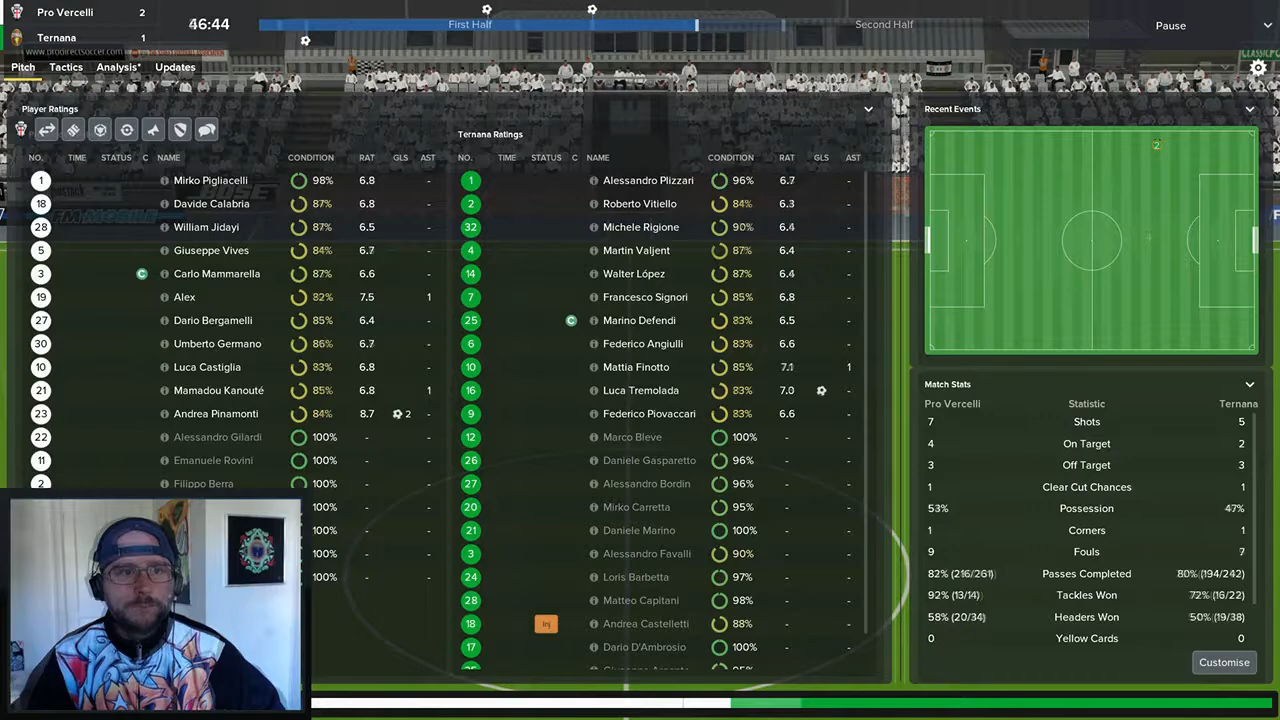 Pro Vercelli 2
Ternana 1
46:44
First Half
Second Half
Pause
www.prodirectsoccer.com
Pitch Tactics Analysis* Updates
Player Ratings
NO. TIME STATUS C NAME CONDITION RAT GLS AST
1 Mirko Pigliacelli 98% 6.8 -
18 Davide Calabria 87% 6.8 -
28 William Jidayi 87% 6.5 -
5 Giuseppe Vives 84% 6.7 -
3 C Carlo Mammarella 87% 6.6 -
19 Alex 82% 7.5 1
27 Dario Bergamelli 85% 6.4 -
30 Umberto Germano 86% 6.7 -
10 Luca Castiglia 83% 6.8 -
21 Mamadou Kanouté 85% 6.8 1
23 Andrea Pinamonti 84% 8.7 2 -
22 Alessandro Gilardi 100% - -
11 Emanuele Rovini 100% - -
2 Filippo Berra 100% - -
100% - -
100% - -
100% - -
100% - -
Ternana Ratings
NO. TIME STATUS C NAME CONDITION RAT GLS AST
1 Alessandro Plizzari 96% 6.7 -
2 Roberto Vitiello 84% 6.3 -
32 Michele Rigione 90% 6.4 -
4 Martin Valjent 87% 6.4 -
14 Walter López 87% 6.4 -
7 Francesco Signori 85% 6.8 -
25 C Marino Defendi 83% 6.5 -
6 Federico Angiulli 83% 6.6 -
10 Mattia Finotto 85% 7.1 1
16 Luca Tremolada 83% 7.0 -
9 Federico Piovaccari 83% 6.6 -
12 Marco Bleve 100% - -
26 Daniele Gasparetto 96% - -
27 Alessandro Bordin 96% - -
20 Mirko Carretta 95% - -
21 Daniele Marino 100% - -
3 Alessandro Favalli 90% - -
24 Loris Barbetta 97% - -
28 Matteo Capitani 98% - -
18 Inj Andrea Castelletti 88% - -
17 Dario D'Ambrosio 100% - -
Recent Events
2
Match Stats
Pro Vercelli Statistic Ternana
7 Shots 5
4 On Target 2
3 Off Target 3
1 Clear Cut Chances 1
53% Possession 47%
1 Corners 1
9 Fouls 7
82% (216/261) Passes Completed 80% (194/242)
92% (13/14) Tackles Won 72% (16/22)
58% (20/34) Headers Won 50% (19/38)
0 Yellow Cards 0
Customise